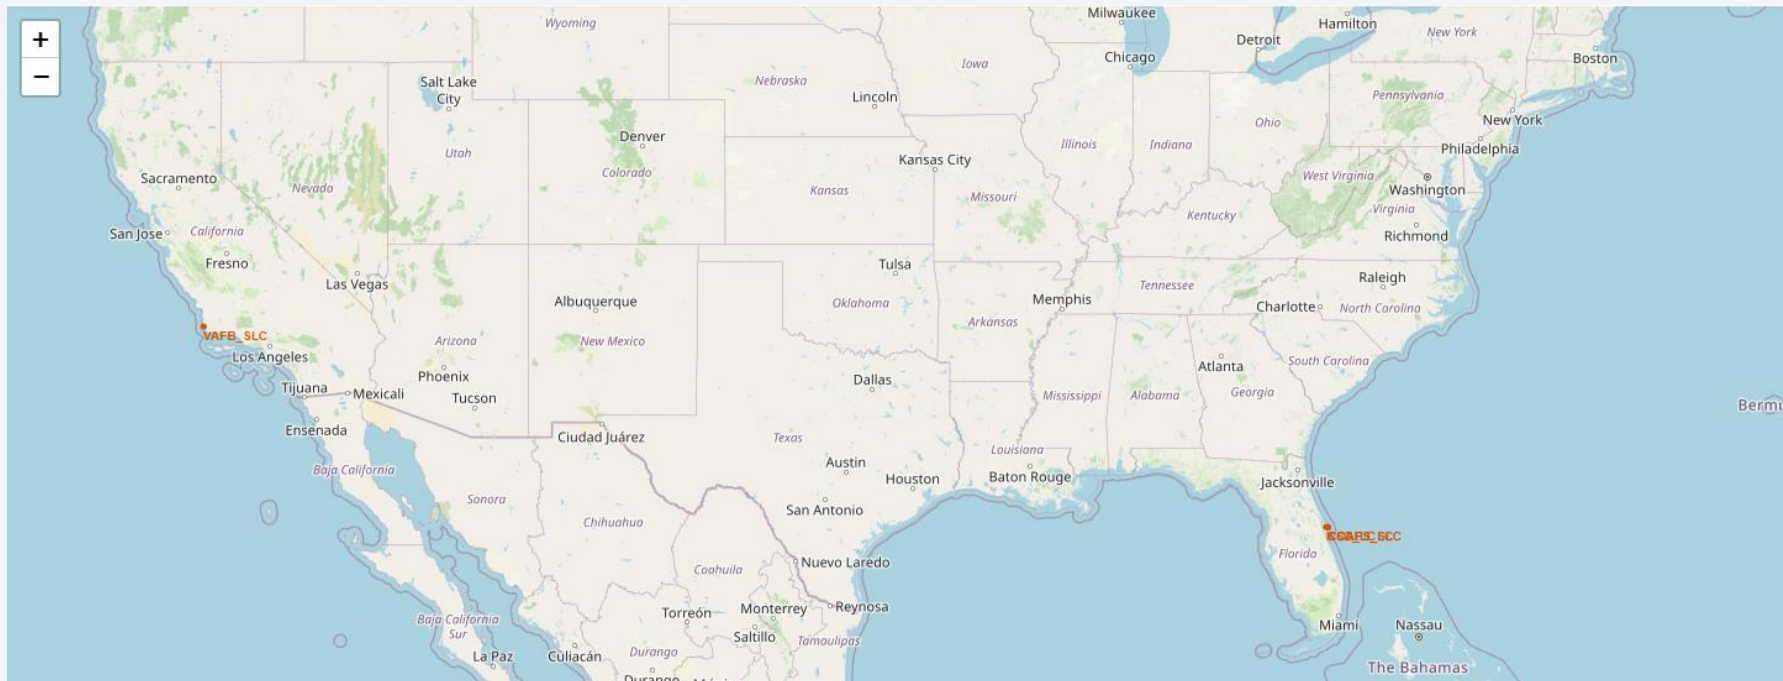 +
−
Wyoming
Milwaukee
Hamilton
New York
Detroit
Boston
Chicago
Iowa
Salt Lake
City
Nebraska
Lincoln
Pennsylvania
New York
Ohio
Denver
Philadelphia
Utah
Illinois
Indiana
Kansas City
Colorado
Sacramento
Nevada
Kansas
Missouri
West Virginia
Washington
Virginia
Kentucky
San Jose
California
Richmond
Fresno
Tulsa
Las Vegas
Raleigh
Tennessee
Albuquerque
Oklahoma
Memphis
Charlotte
North Carolina
Arkansas
VAFB_SLC
Arizona
New Mexico
Los Angeles
South Carolina
Atlanta
Phoenix
Dallas
Tijuana
Mexicali
Tucson
Mississippi
Alabama
Georgia
Ensenada
Ciudad Juárez
Texas
Louisiana
Baja California
Austin
Houston
Baton Rouge
Jacksonville
Sonora
San Antonio
Chihuahua
Florida
Nuevo Laredo
Coahuila
Torreón
Monterrey
Reynosa
Baja California
Sur
Saltillo
Tamaulipas
Miami
Nassau
La Paz
Culiacán
Durango
The Bahamas